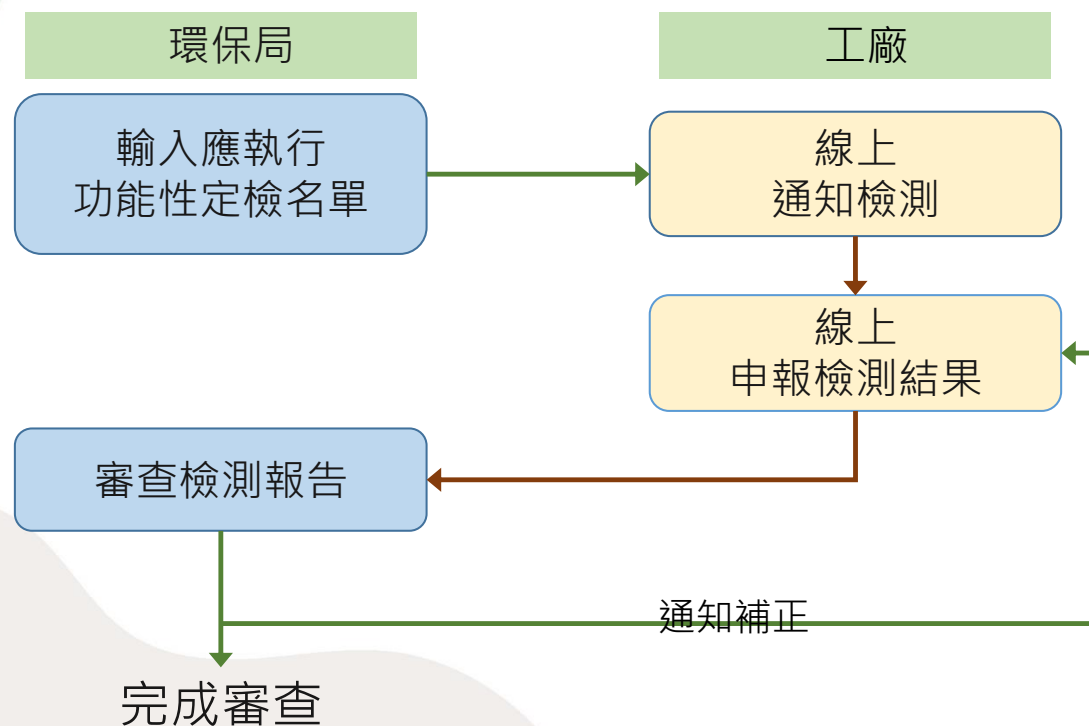 環保局
工廠
輸入應執行
功能性定檢名單
線上
通知檢測
線上
申報檢測結果
審查檢測報告
通知補正
完成審查